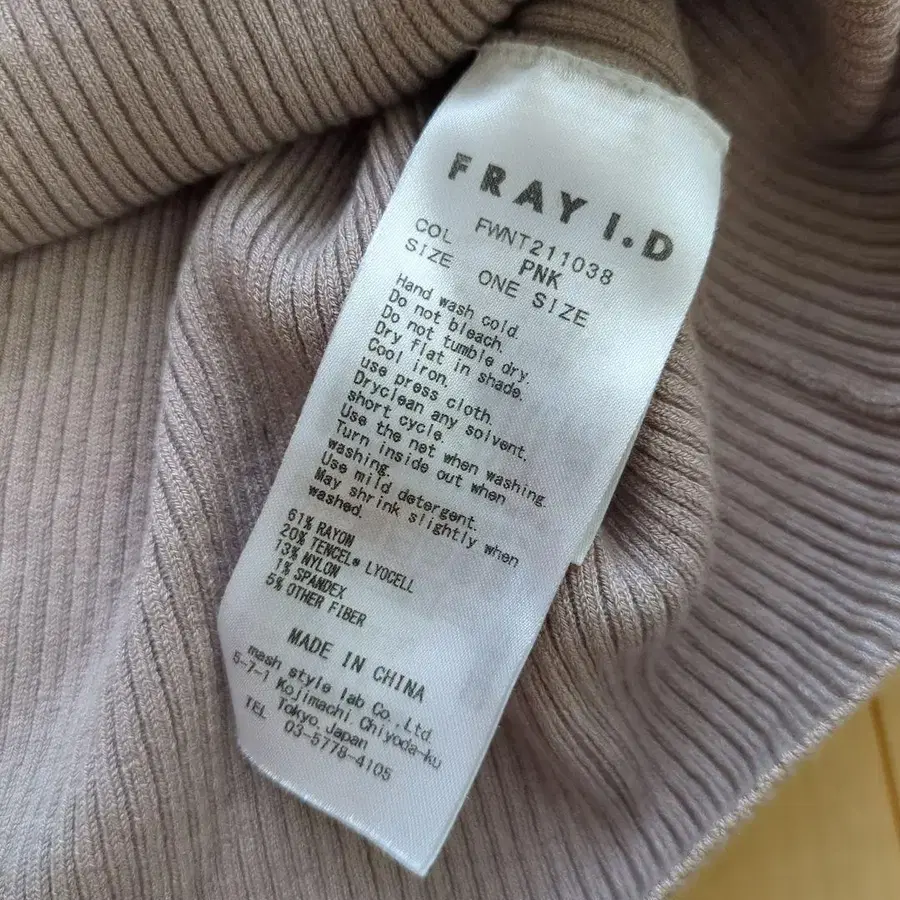 FRAY I.D
FWNT211038
COL PNK
SIZE ONE SIZE
Hand wash cold.
Do not bleach.
Do not tumble dry.
Dry flat in shade.
Cool iron.
use press cloth.
Dryclean any solvent.
short cycle.
Use the net when washing.
Turn inside out when
washing.
Use mild detergent.
May shrink slightly when
washed.
61% RAYON
20% TENCEL® LYOCELL
13% NYLON
1% SPANDEX
5% OTHER FIBER
MADE IN CHINA
mash style lab Co.,Ltd.
5-7-1 Kojimachi Chiyoda-ku
Tokyo.Japan
TEL 03-5778-4105